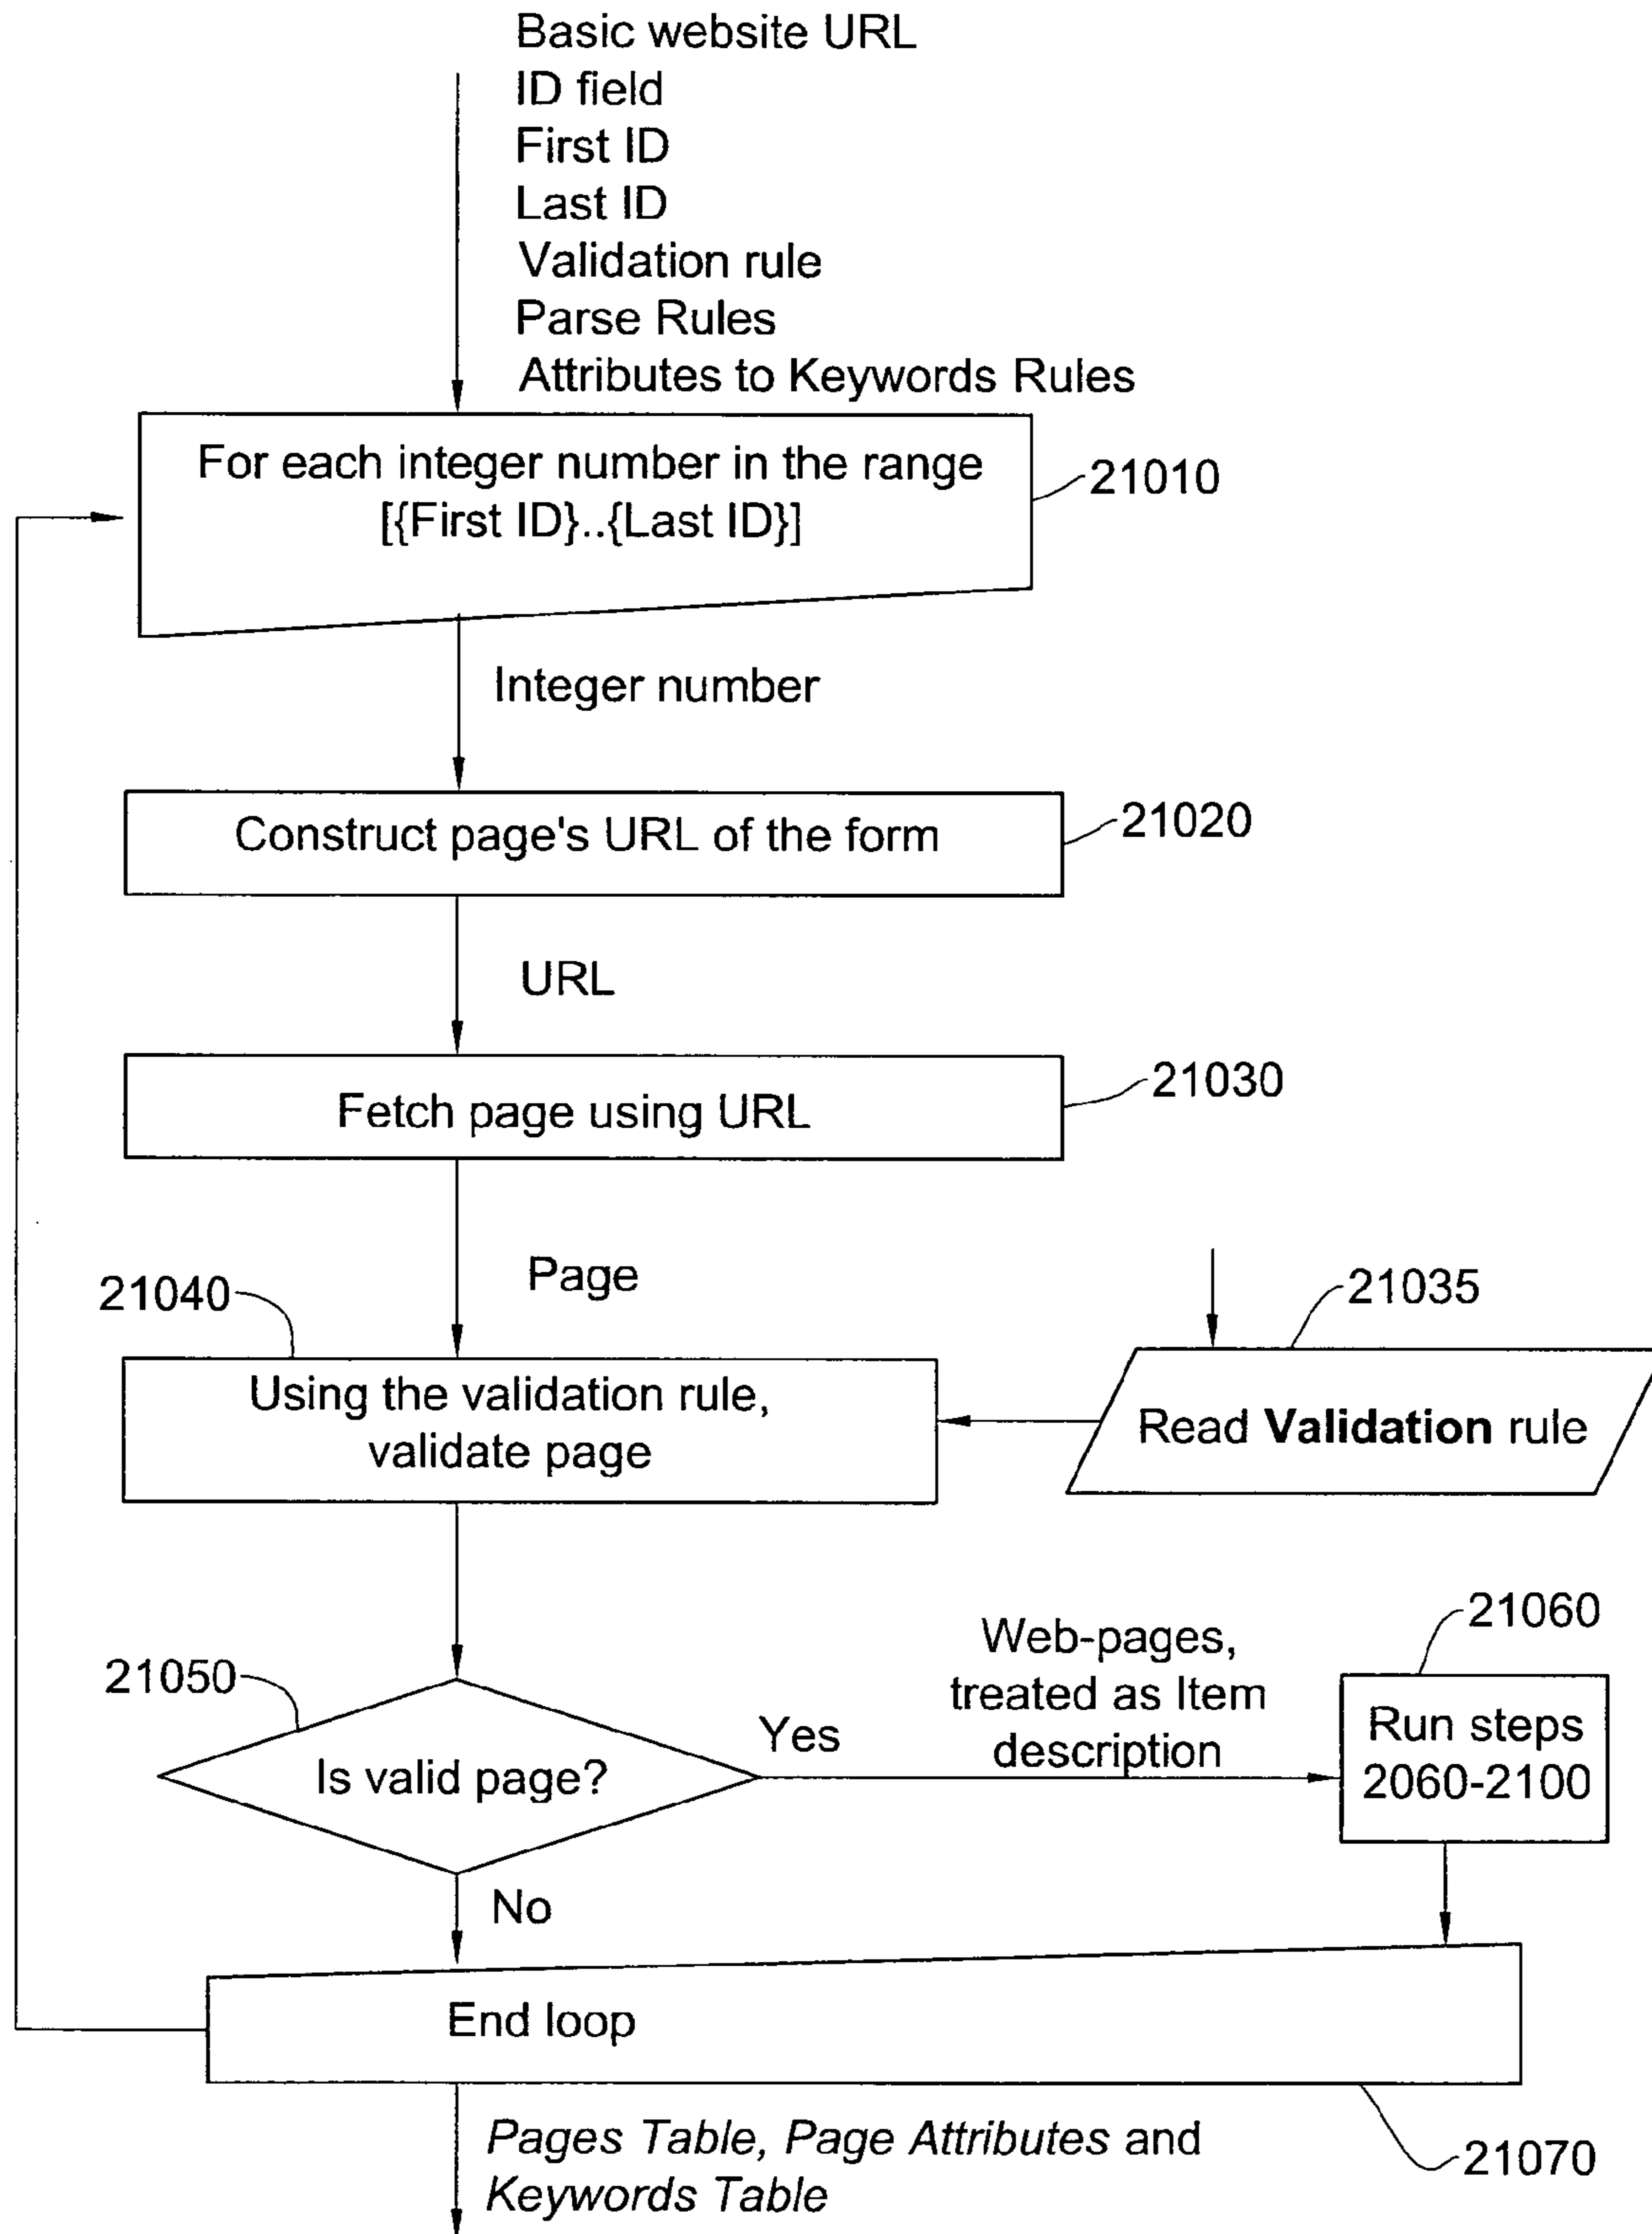 Basic website URL
ID field
First ID
Last ID
Validation rule
Parse Rules
Attributes to Keywords Rules
For each integer number in the range
[{First ID}..{Last ID}]
21010
Integer number
Construct page's URL of the form
21020
URL
Fetch page using URL
21030
Page
21040
21035
Using the validation rule,
validate page
Read Validation rule
21060
Web-pages,
treated as Item
description
21050
Yes
Run steps
2060-2100
Is valid page?
No
End loop
Pages Table, Page Attributes and
Keywords Table
21070